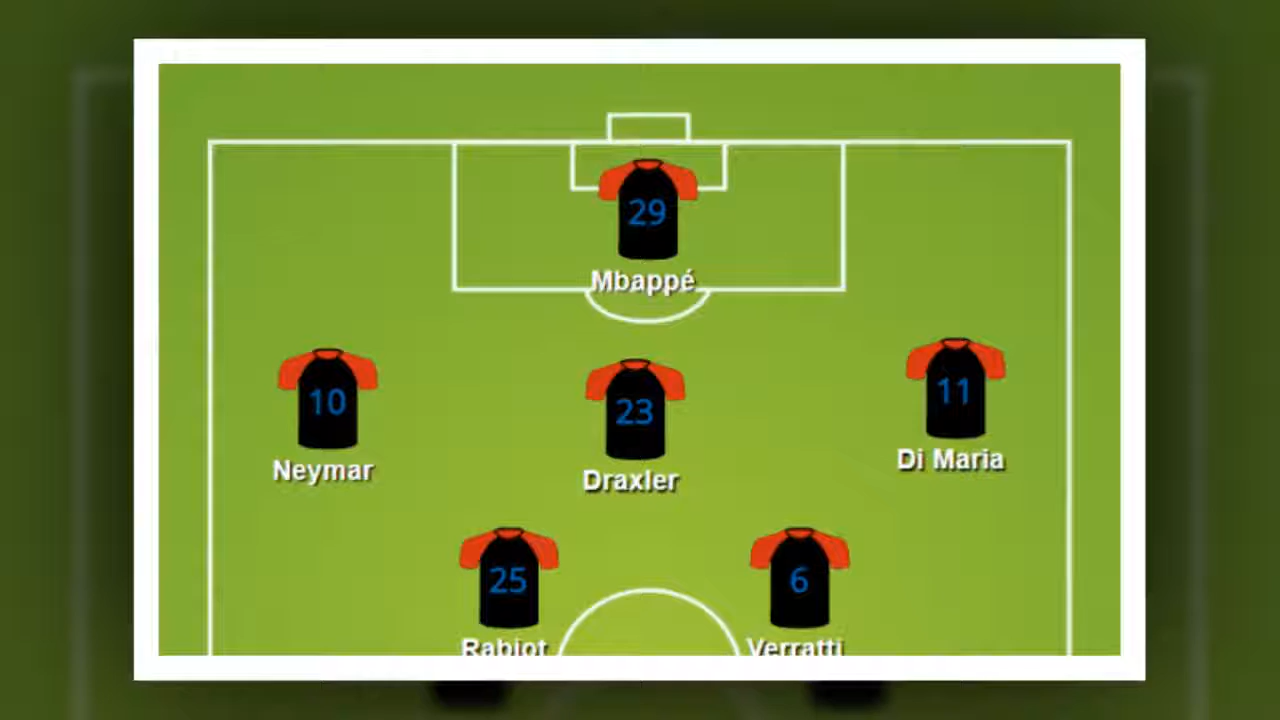 29
Mbappé
10
Neymar
23
Draxler
11
Di Maria
25
Rabiot
6
Verratti